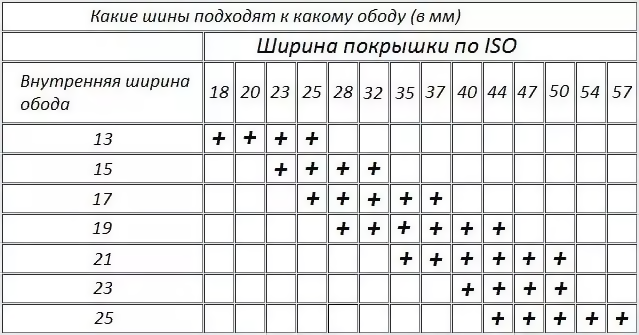 Какие шины подходят к какому ободу (в мм)
Ширина покрышки по ISO
Внутренняя ширина
обода
18 20 23 25 28 32 35 37 40 44 47 50 54 57
13 + + + +
15 + + + +
17 + + + + +
19 + + + + + +
21 + + + + + +
23 + + + +
25 + + + + +